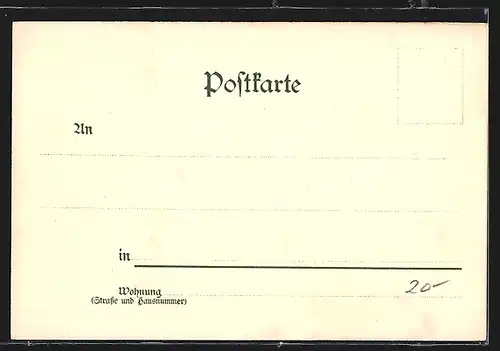 Poſtkarte
An
in
Wohnung
(Straße und Hausnummer)
20-